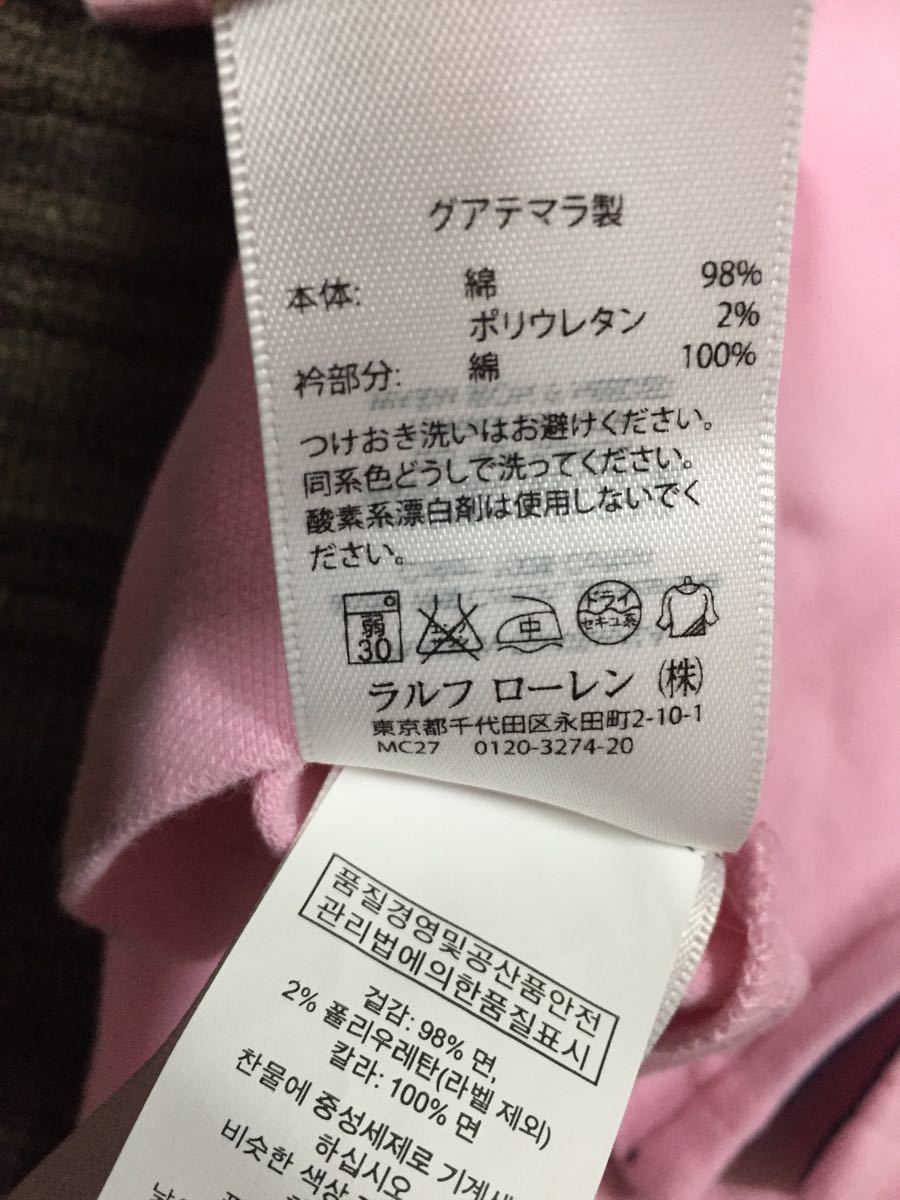 グアテマラ製
本体: 綿 98%
ポリウレタン 2%
衿部分: 綿 100%
つけおき洗いはお避けください。
同系色どうしで洗ってください。
酸素系漂白剤は使用しないでく
ださい。
弱
30
エンソ
サラシ
中
ドライ
セキユ系
ラルフ ローレン (株)
東京都千代田区永田町2-10-1
MC27 0120-3274-20
품질경영및공산품안전
관리법에의한품질표시
겉감: 98% 면,
2% 폴리우레탄(라벨 제외)
칼라: 100% 면
찬물에 중성세제로 기계세
하십시오
비슷한 색상